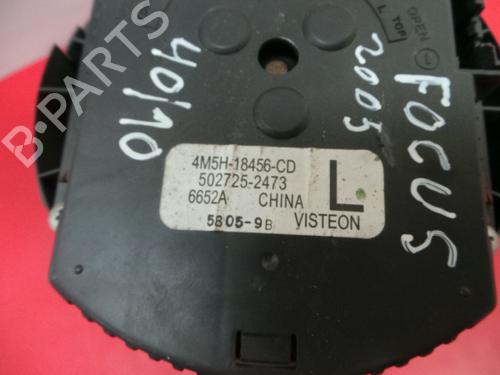 L TOP
OPEN
FOCUS
2005
40/10
4M5H-18456-CD
502725-2473
6652A CHINA
L
5805-9B VISTEON
B-PARTS